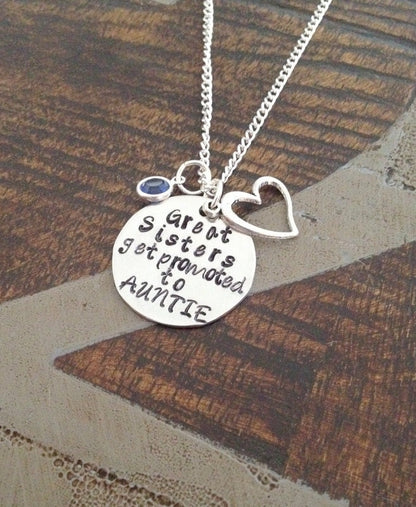 Great
Sisters
get promoted
to
AUNTIE